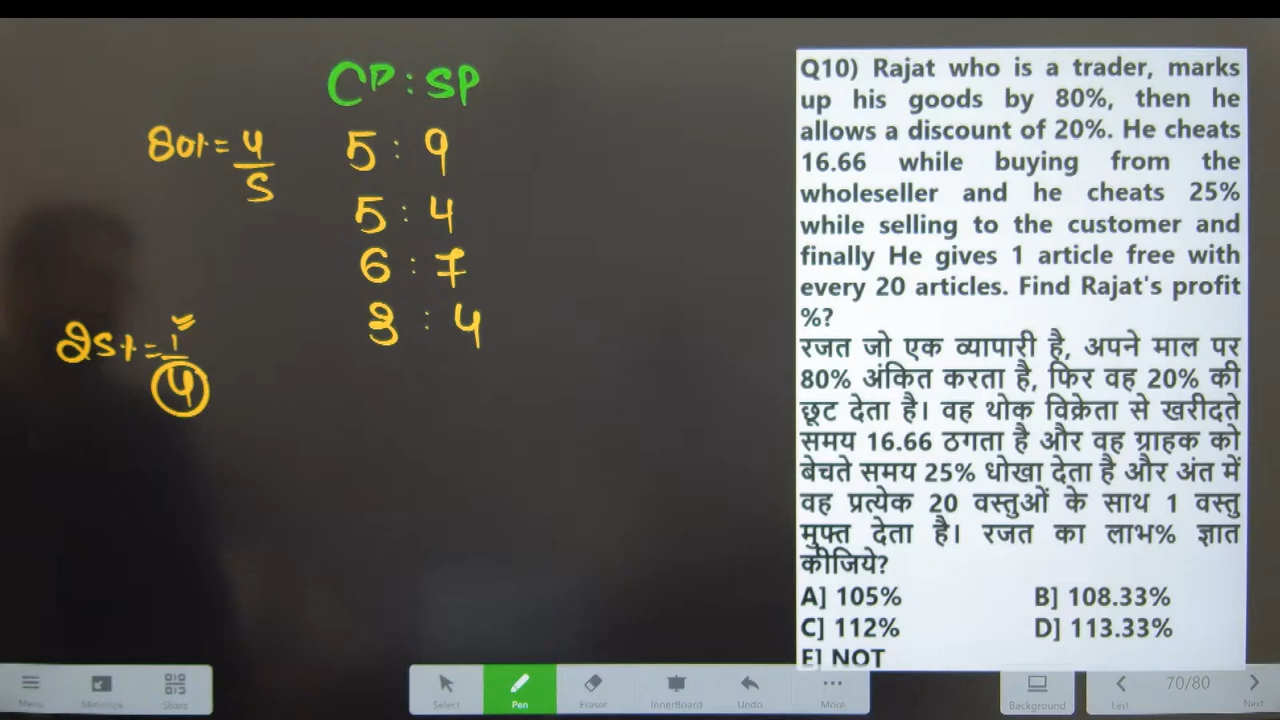 CP : SP
80% = 4/5
5 : 9
5 : 4
6 : 7
3 : 4
25% = 1/4
Q10) Rajat who is a trader, marks
up his goods by 80%, then he
allows a discount of 20%. He cheats
16.66 while buying from the
wholeseller and he cheats 25%
while selling to the customer and
finally He gives 1 article free with
every 20 articles. Find Rajat's profit
%?
रजत जो एक व्यापारी है, अपने माल पर
80% अंकित करता है, फिर वह 20% की
छूट देता है। वह थोक विक्रेता से खरीदते
समय 16.66 ठगता है और वह ग्राहक को
बेचते समय 25% धोखा देता है और अंत में
वह प्रत्येक 20 वस्तुओं के साथ 1 वस्तु
मुफ्त देता है। रजत का लाभ% ज्ञात
कीजिये?
A] 105% B] 108.33%
C] 112% D] 113.33%
E] NOT
Menu Minimize Share Select Pen Eraser InnerBoard Undo More Background Last 70/80 Next